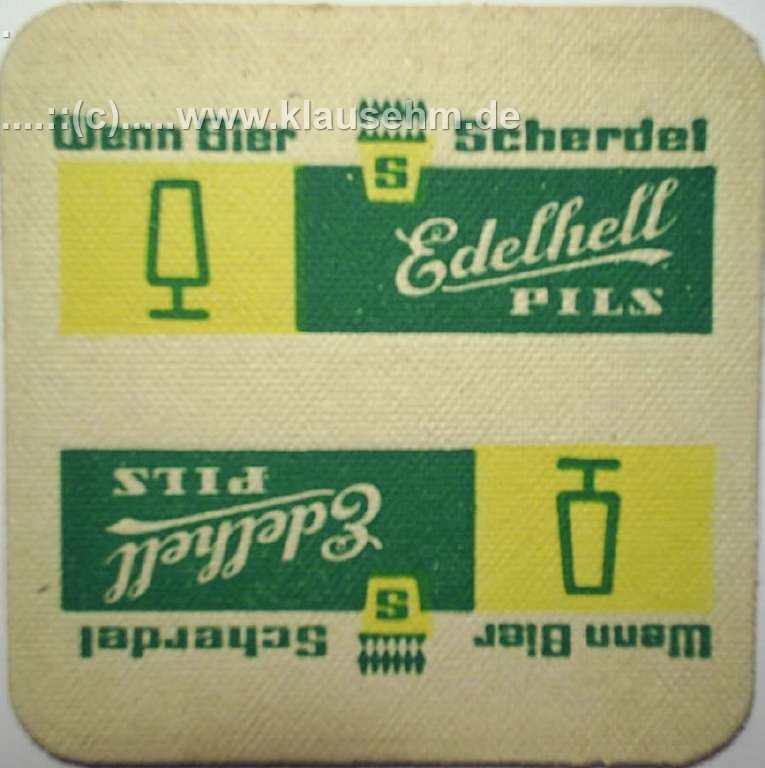 ....::(c).....www.klausehm.de
Wenn Bier Scherdel
S
Edelhell
PILS
PILS
Edelhell
S
Wenn Bier Scherdel